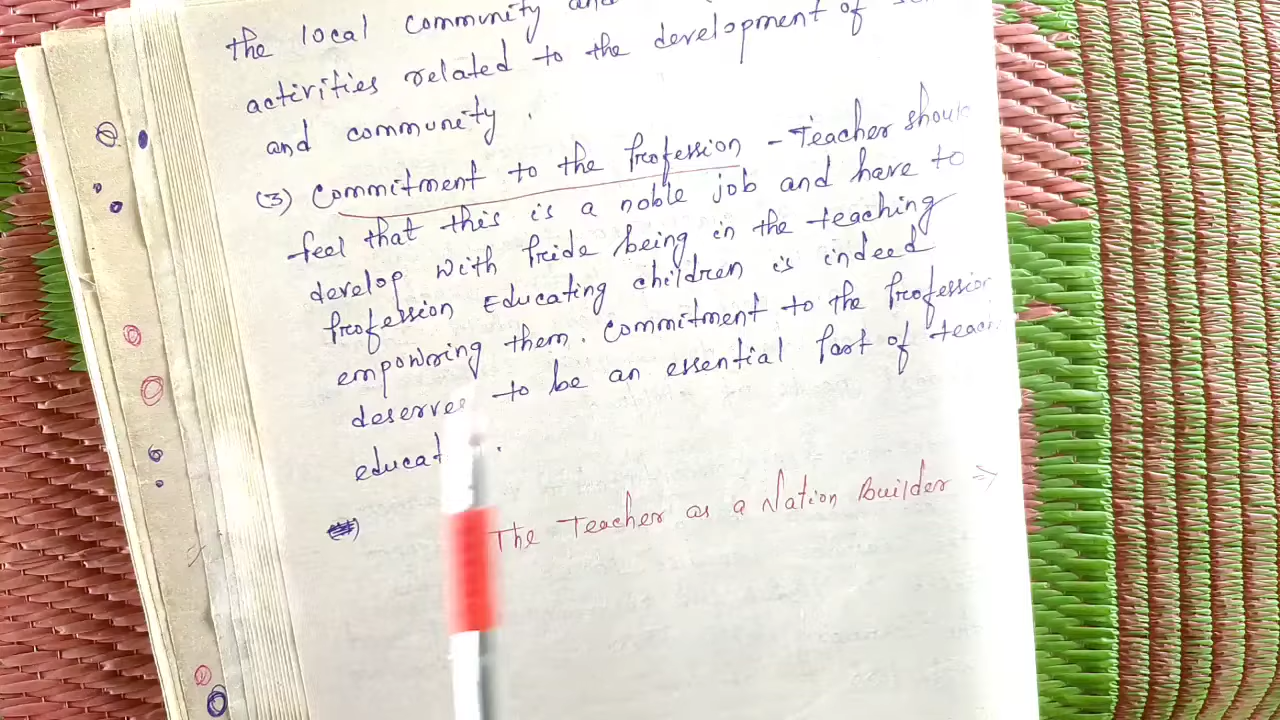 the local community and
activities related to the development of
and community.
(3) Commitment to the Profession - Teacher should
feel that this is a noble job and have to
develop with Pride being in the teaching
Profession Educating children is indeed
empowring them. Commitment to the Profession
deserves to be an essential Part of
The Teacher as a Nation Builder ⇒